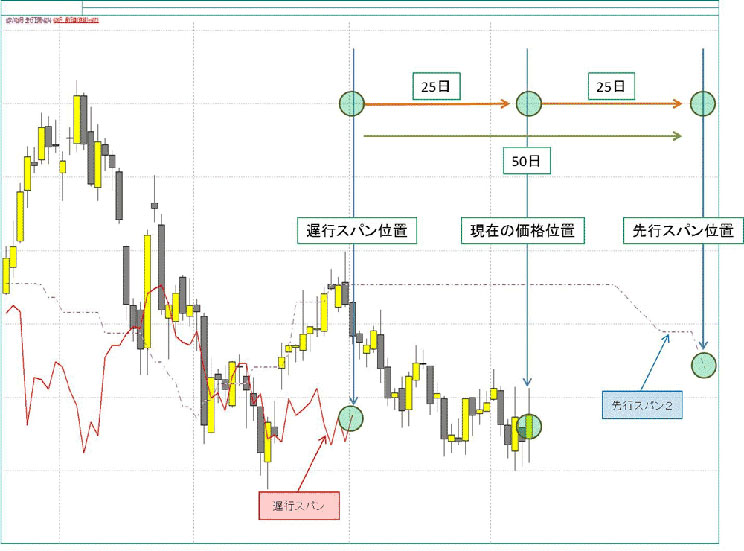 25日
25日
50日
遅行スパン位置
現在の価格位置
先行スパン位置
先行スパン２
遅行スパン